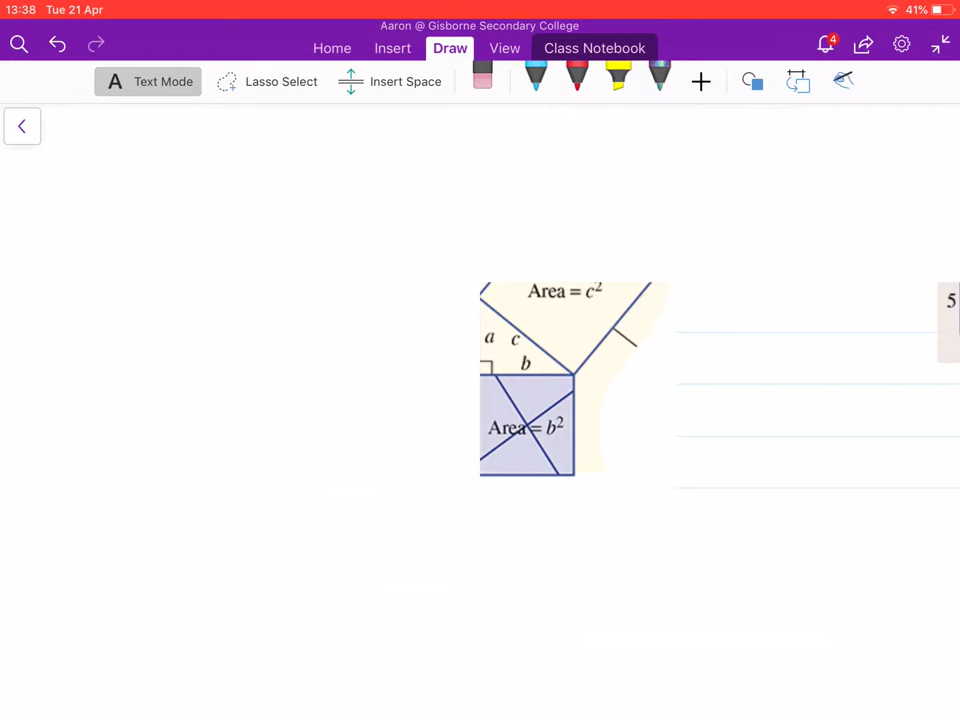 13:38 Tue 21 Apr 41%
Aaron @ Gisborne Secondary College
Home Insert Draw View Class Notebook 4
A Text Mode Lasso Select Insert Space
Area = c²
5
a c
b
Area = b²